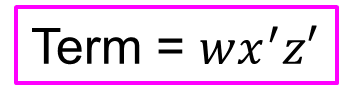 Term = wx′z′